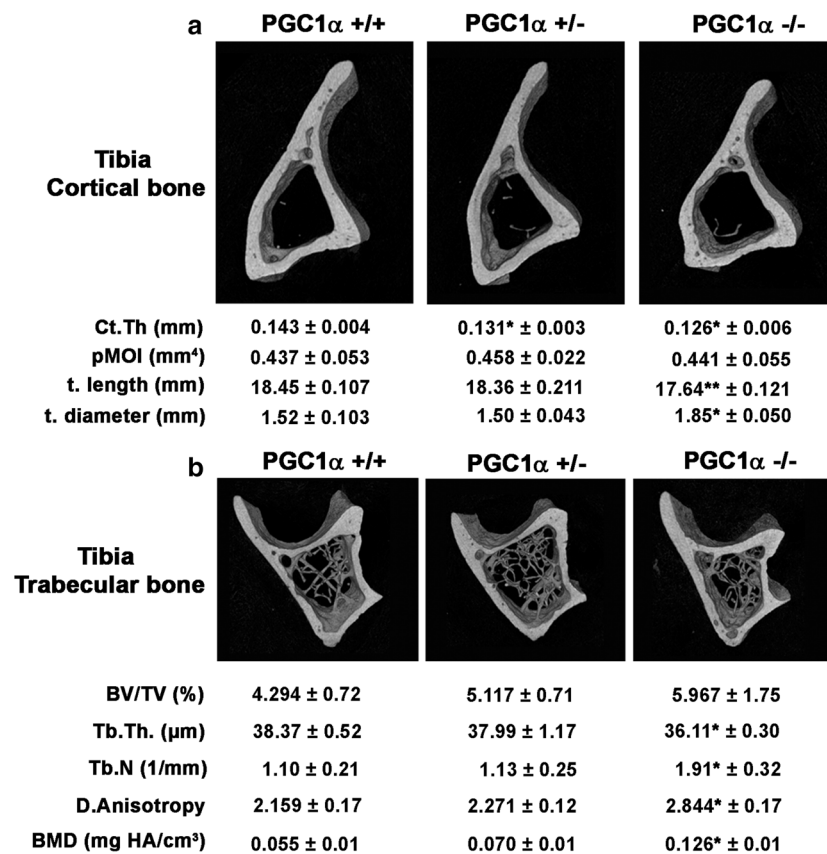 a PGC1α +/+ PGC1α +/- PGC1α -/-
Tibia
Cortical bone
Ct.Th (mm) 0.143 ± 0.004 0.131* ± 0.003 0.126* ± 0.006
pMOI (mm⁴) 0.437 ± 0.053 0.458 ± 0.022 0.441 ± 0.055
t. length (mm) 18.45 ± 0.107 18.36 ± 0.211 17.64** ± 0.121
t. diameter (mm) 1.52 ± 0.103 1.50 ± 0.043 1.85* ± 0.050
b PGC1α +/+ PGC1α +/- PGC1α -/-
Tibia
Trabecular bone
BV/TV (%) 4.294 ± 0.72 5.117 ± 0.71 5.967 ± 1.75
Tb.Th. (µm) 38.37 ± 0.52 37.99 ± 1.17 36.11* ± 0.30
Tb.N (1/mm) 1.10 ± 0.21 1.13 ± 0.25 1.91* ± 0.32
D.Anisotropy 2.159 ± 0.17 2.271 ± 0.12 2.844* ± 0.17
BMD (mg HA/cm³) 0.055 ± 0.01 0.070 ± 0.01 0.126* ± 0.01